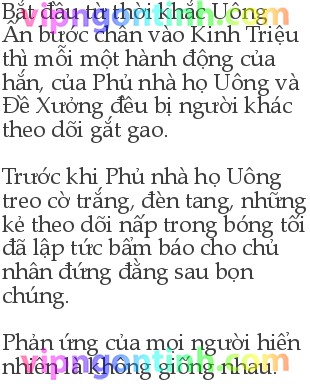 Bắt đầu từ thời khắc Uông
vipngontinh.com
Ấn bước chân vào Kinh Triệu
thì mỗi một hành động của
hắn, của Phủ nhà họ Uông và
Đề Xưởng đều bị người khác
theo dõi gắt gao.
Trước khi Phủ nhà họ Uông
treo cờ trắng, đèn tang, những
kẻ theo dõi nấp trong bóng tối
đã lập tức bẩm báo cho chủ
nhân đứng đằng sau bọn
chúng.
Phản ứng của mọi người hiển
nhiên là không giống nhau.
vipngontinh.com